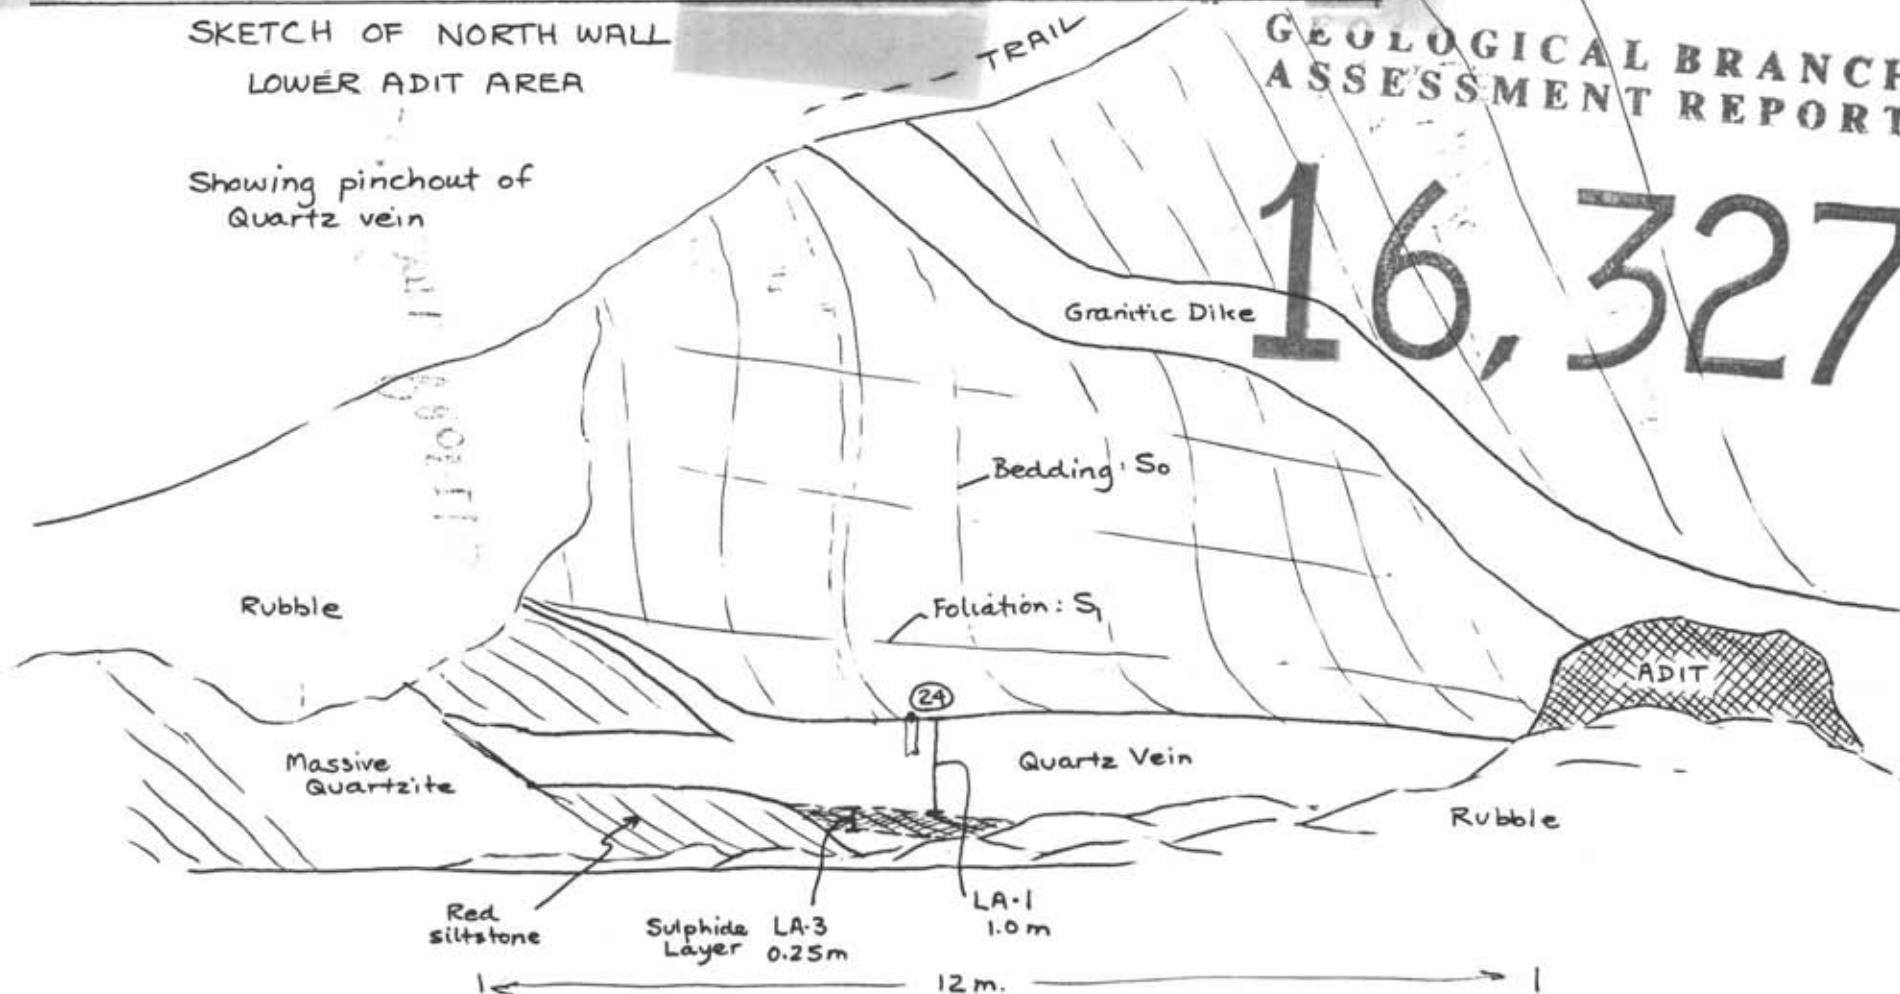 SKETCH OF NORTH WALL
LOWER ADIT AREA
Showing pinchout of
Quartz vein
TRAIL
GEOLOGICAL BRANCH
ASSESSMENT REPORT
16,327
Granitic Dike
Bedding: So
Foliation: S1
Rubble
24
ADIT
Massive
Quartzite
Quartz Vein
Rubble
Red
siltstone
Sulphide
Layer
LA-3
0.25m
LA-1
1.0 m
12 m.